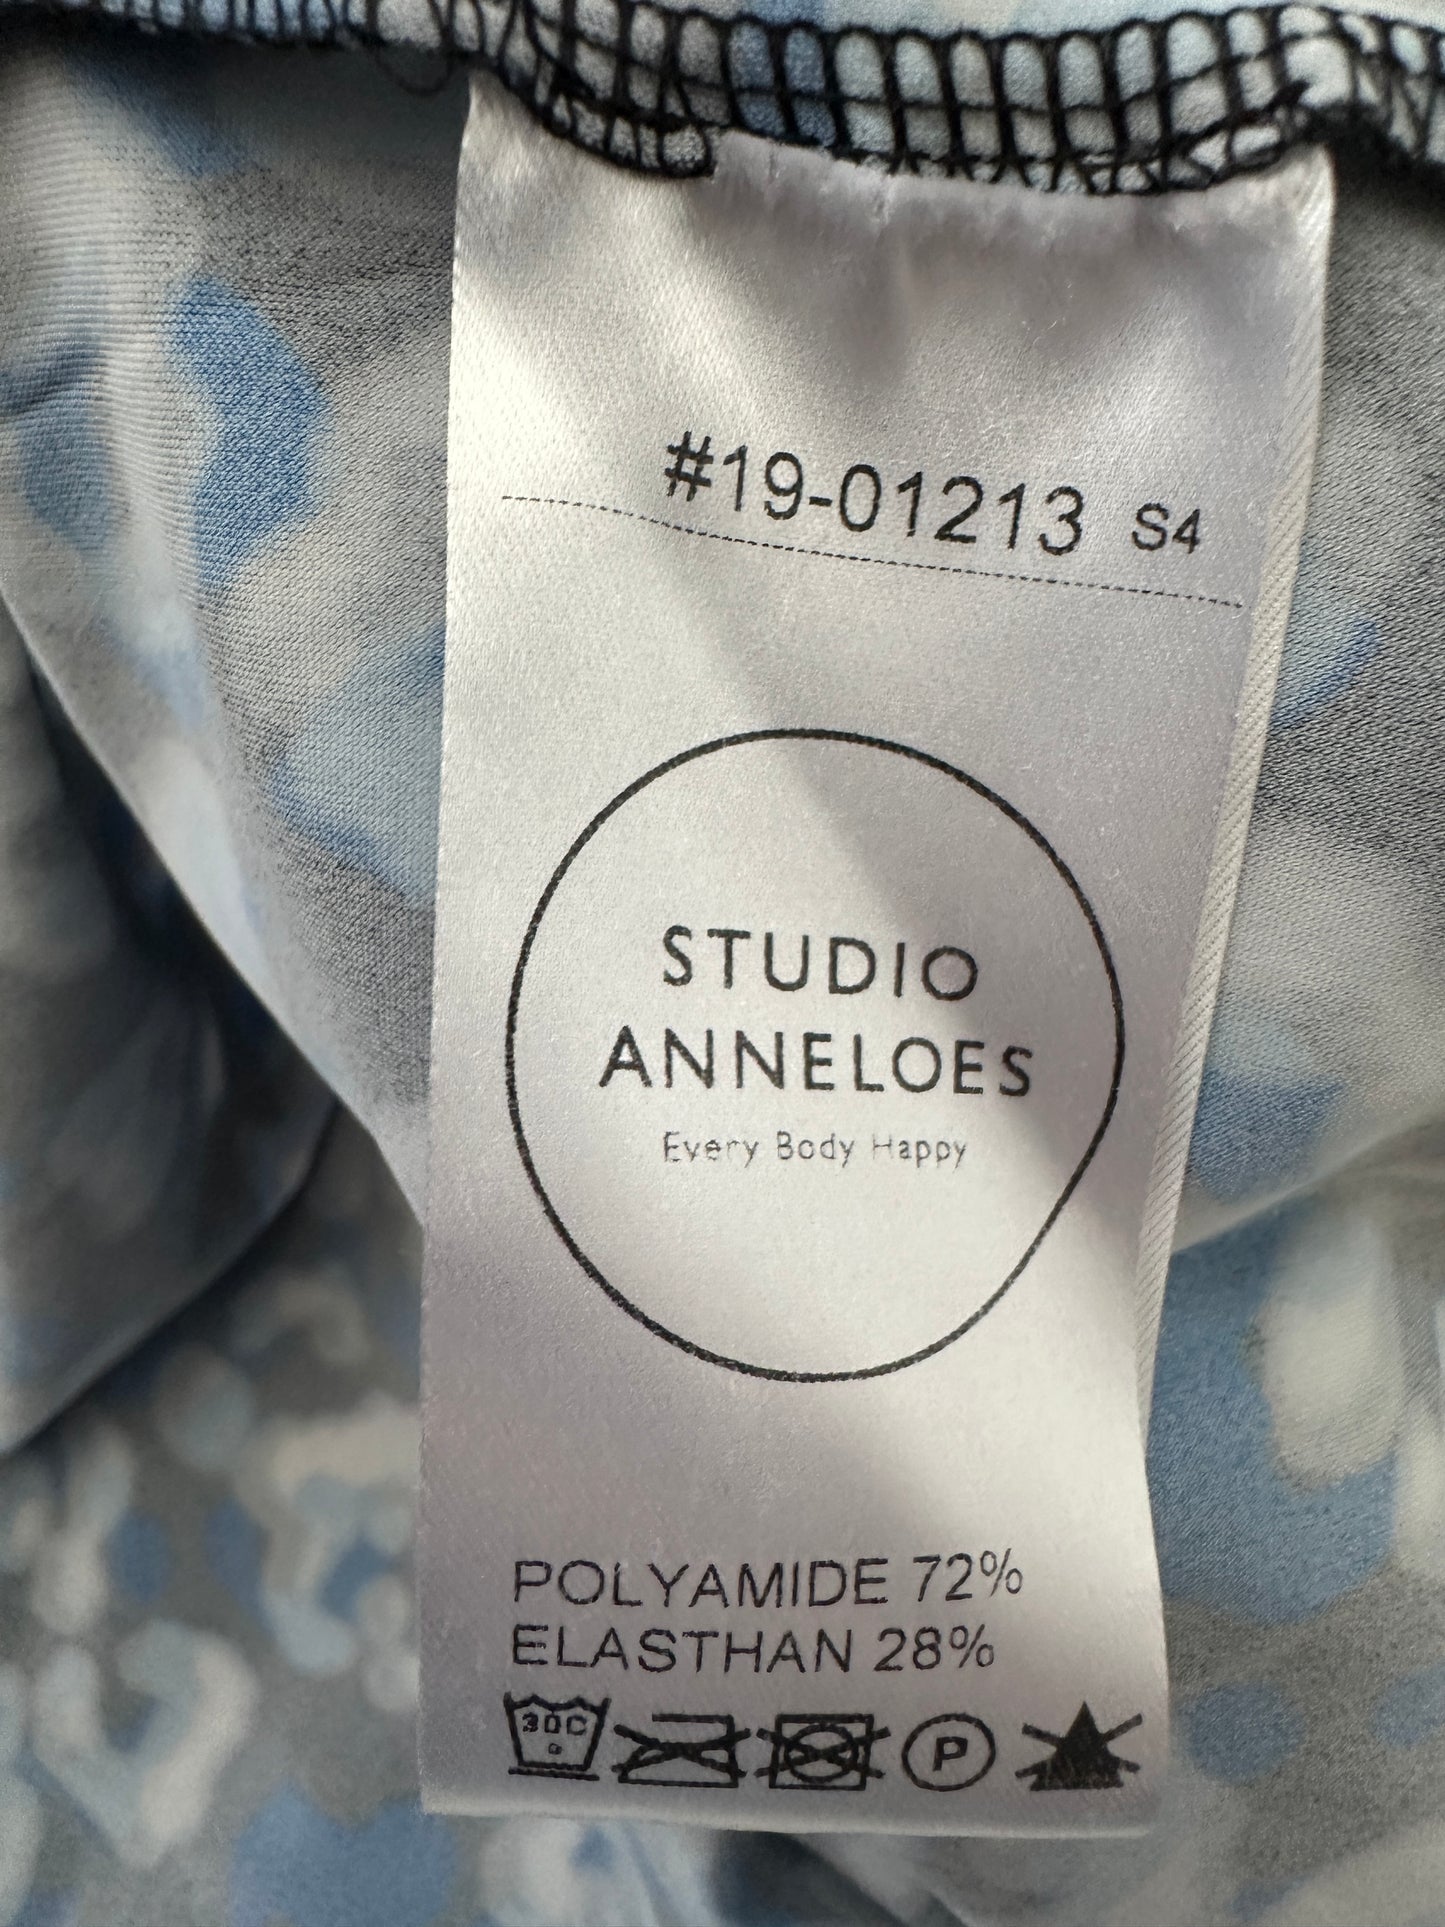 #19-01213 S4
STUDIO
ANNELOES
Every Body Happy
POLYAMIDE 72%
ELASTHAN 28%
30C
P